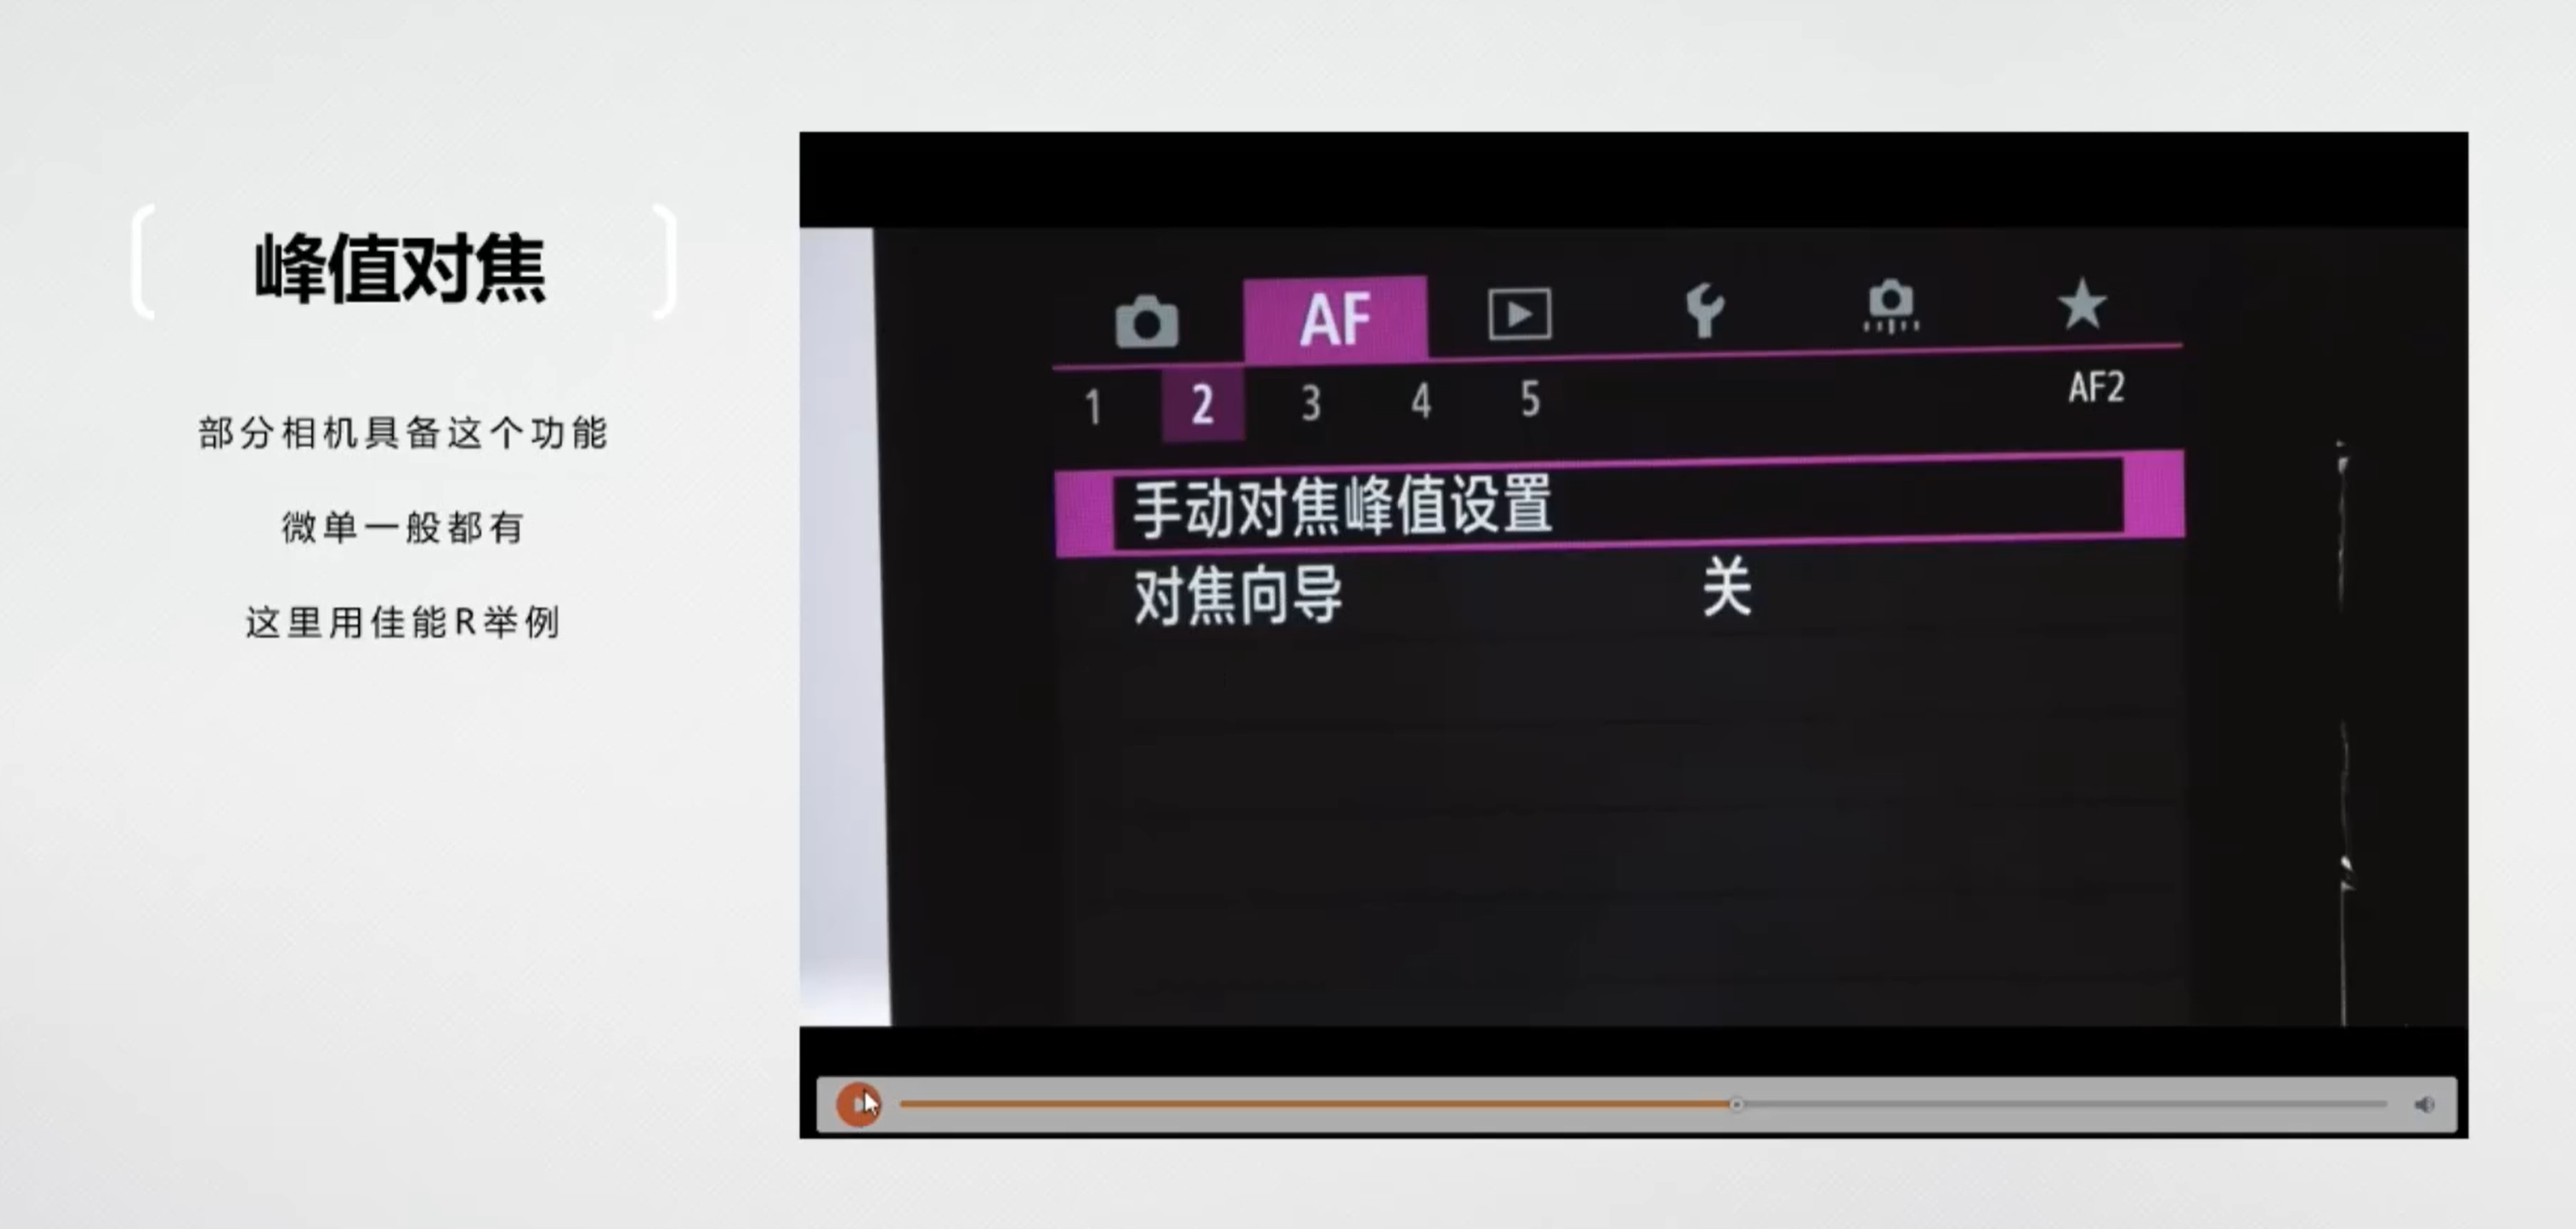 峰值对焦
部分相机具备这个功能
微单一般都有
这里用佳能R举例
AF
1 2 3 4 5 AF2
手动对焦峰值设置
对焦向导 关